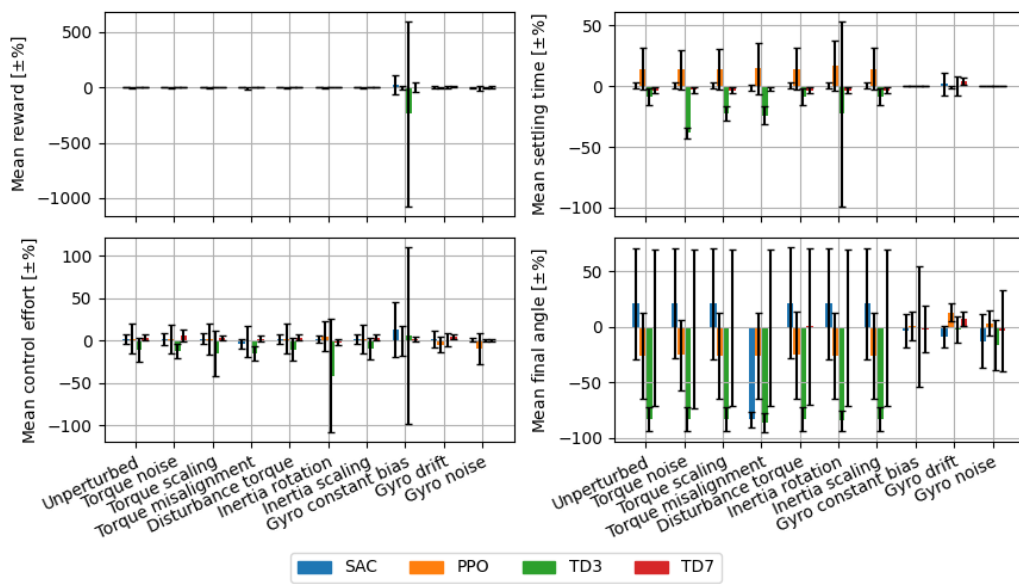 Mean reward [±%]
500
0
−500
−1000
Mean settling time [±%]
50
0
−50
−100
Mean control effort [±%]
100
50
0
−50
−100
Mean final angle [±%]
50
0
−50
−100
Unperturbed
Torque noise
Torque scaling
Torque misalignment
Disturbance torque
Inertia rotation
Inertia scaling
Gyro constant bias
Gyro drift
Gyro noise
Unperturbed
Torque noise
Torque scaling
Torque misalignment
Disturbance torque
Inertia rotation
Inertia scaling
Gyro constant bias
Gyro drift
Gyro noise
SAC PPO TD3 TD7